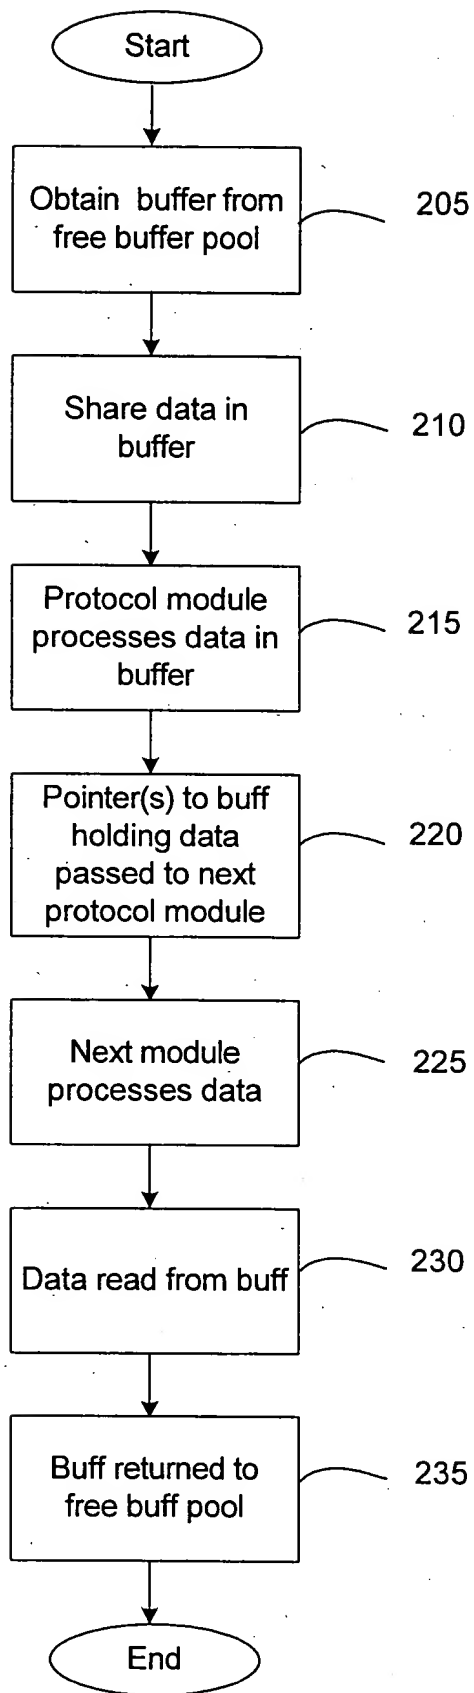 Start
Obtain buffer from
free buffer pool
205
Share data in
buffer
210
Protocol module
processes data in
buffer
215
Pointer(s) to buff
holding data
passed to next
protocol module
220
Next module
processes data
225
Data read from buff
230
Buff returned to
free buff pool
235
End